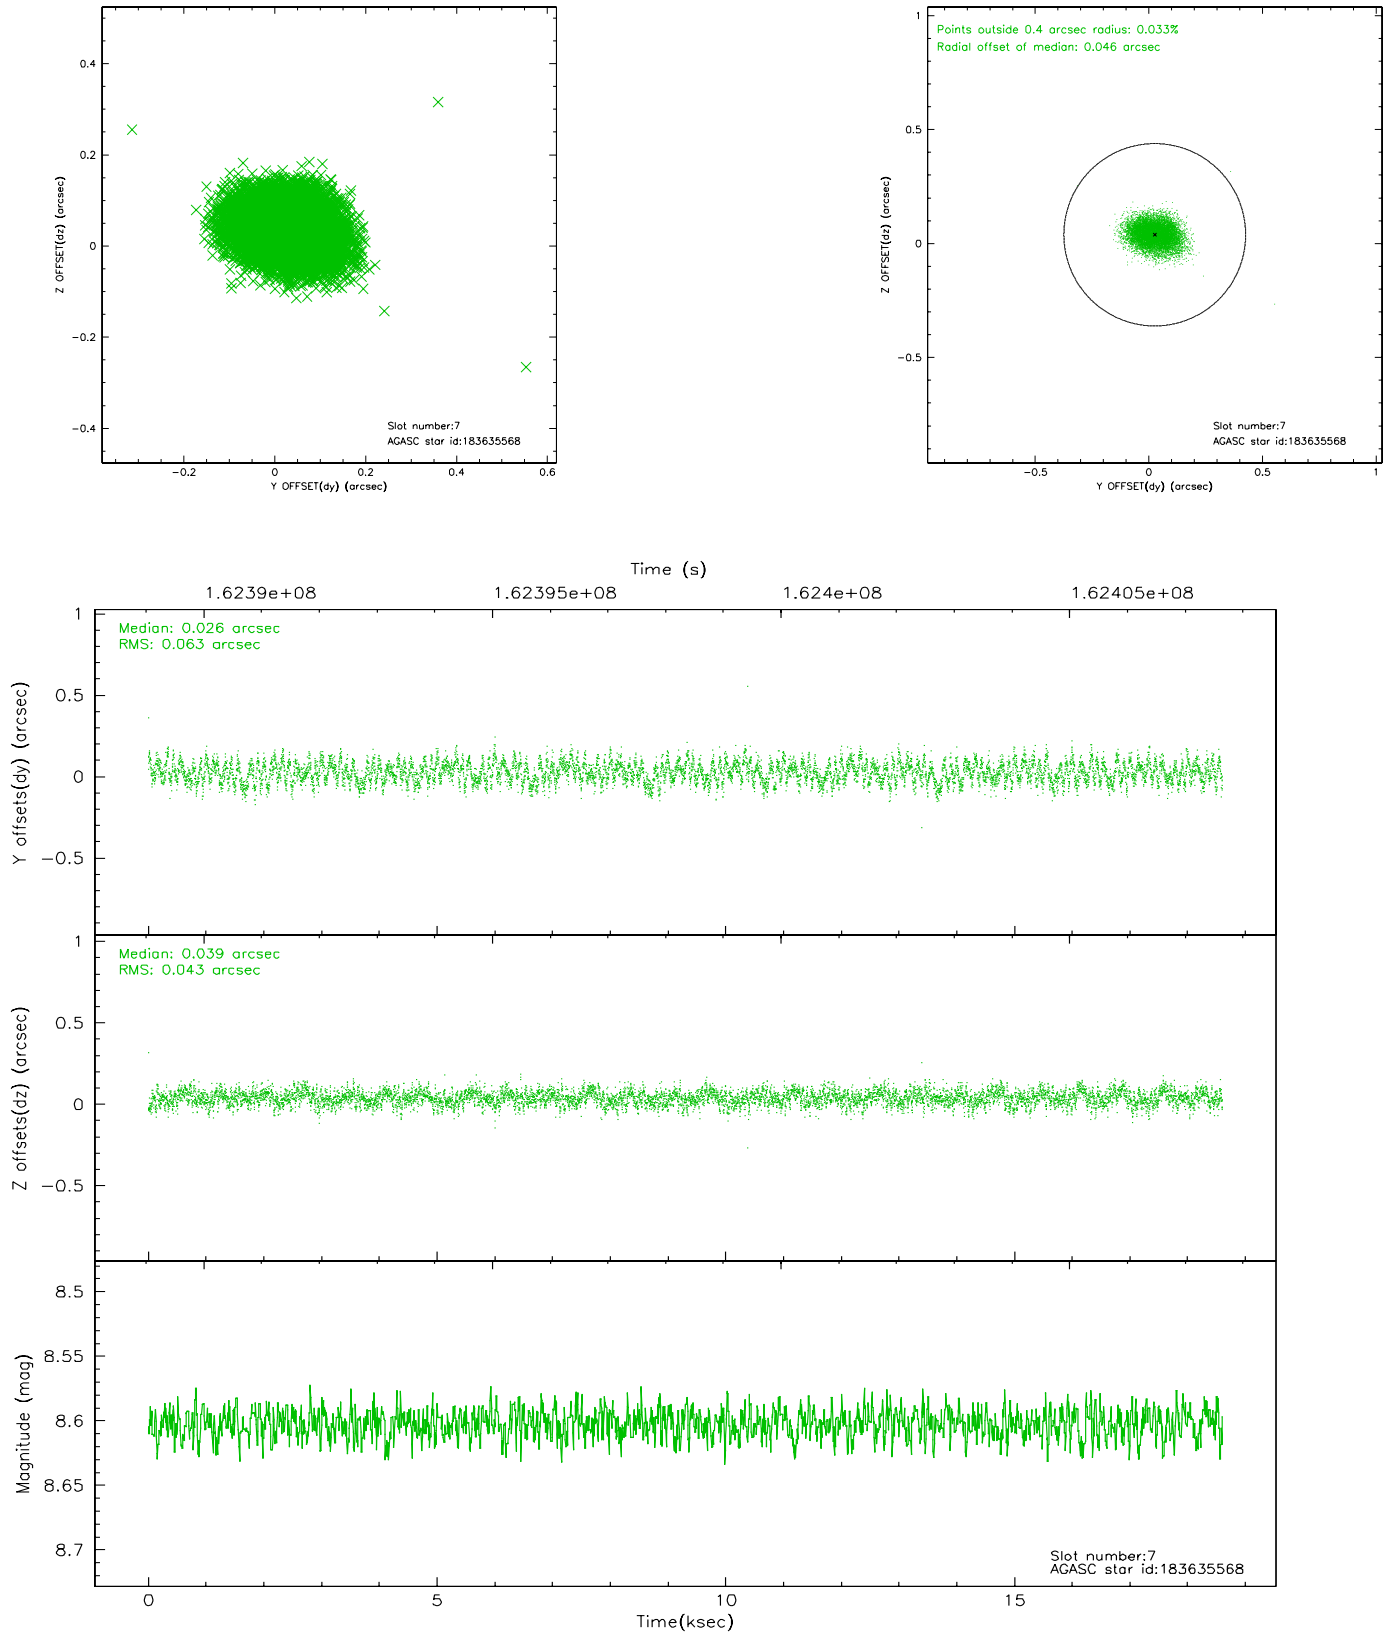 0.4
0.2
0
−0.2
−0.4
Z OFFSET(dz) (arcsec)
Slot number:7
AGASC star id:183635568
−0.2 0 0.2 0.4 0.6
Y OFFSET(dy) (arcsec)
Points outside 0.4 arcsec radius: 0.033%
Radial offset of median: 0.046 arcsec
1
0.5
0
−0.5
Z OFFSET(dz) (arcsec)
Slot number:7
AGASC star id:183635568
−0.5 0 0.5 1
Y OFFSET(dy) (arcsec)
Time (s)
1.6239e+08 1.62395e+08 1.624e+08 1.62405e+08
Median: 0.026 arcsec
RMS: 0.063 arcsec
1
0.5
0
−0.5
Y offsets(dy) (arcsec)
Median: 0.039 arcsec
RMS: 0.043 arcsec
1
0.5
0
−0.5
Z offsets(dz) (arcsec)
8.5
8.55
8.6
8.65
8.7
Magnitude (mag)
Slot number:7
AGASC star id:183635568
0 5 10 15
Time(ksec)